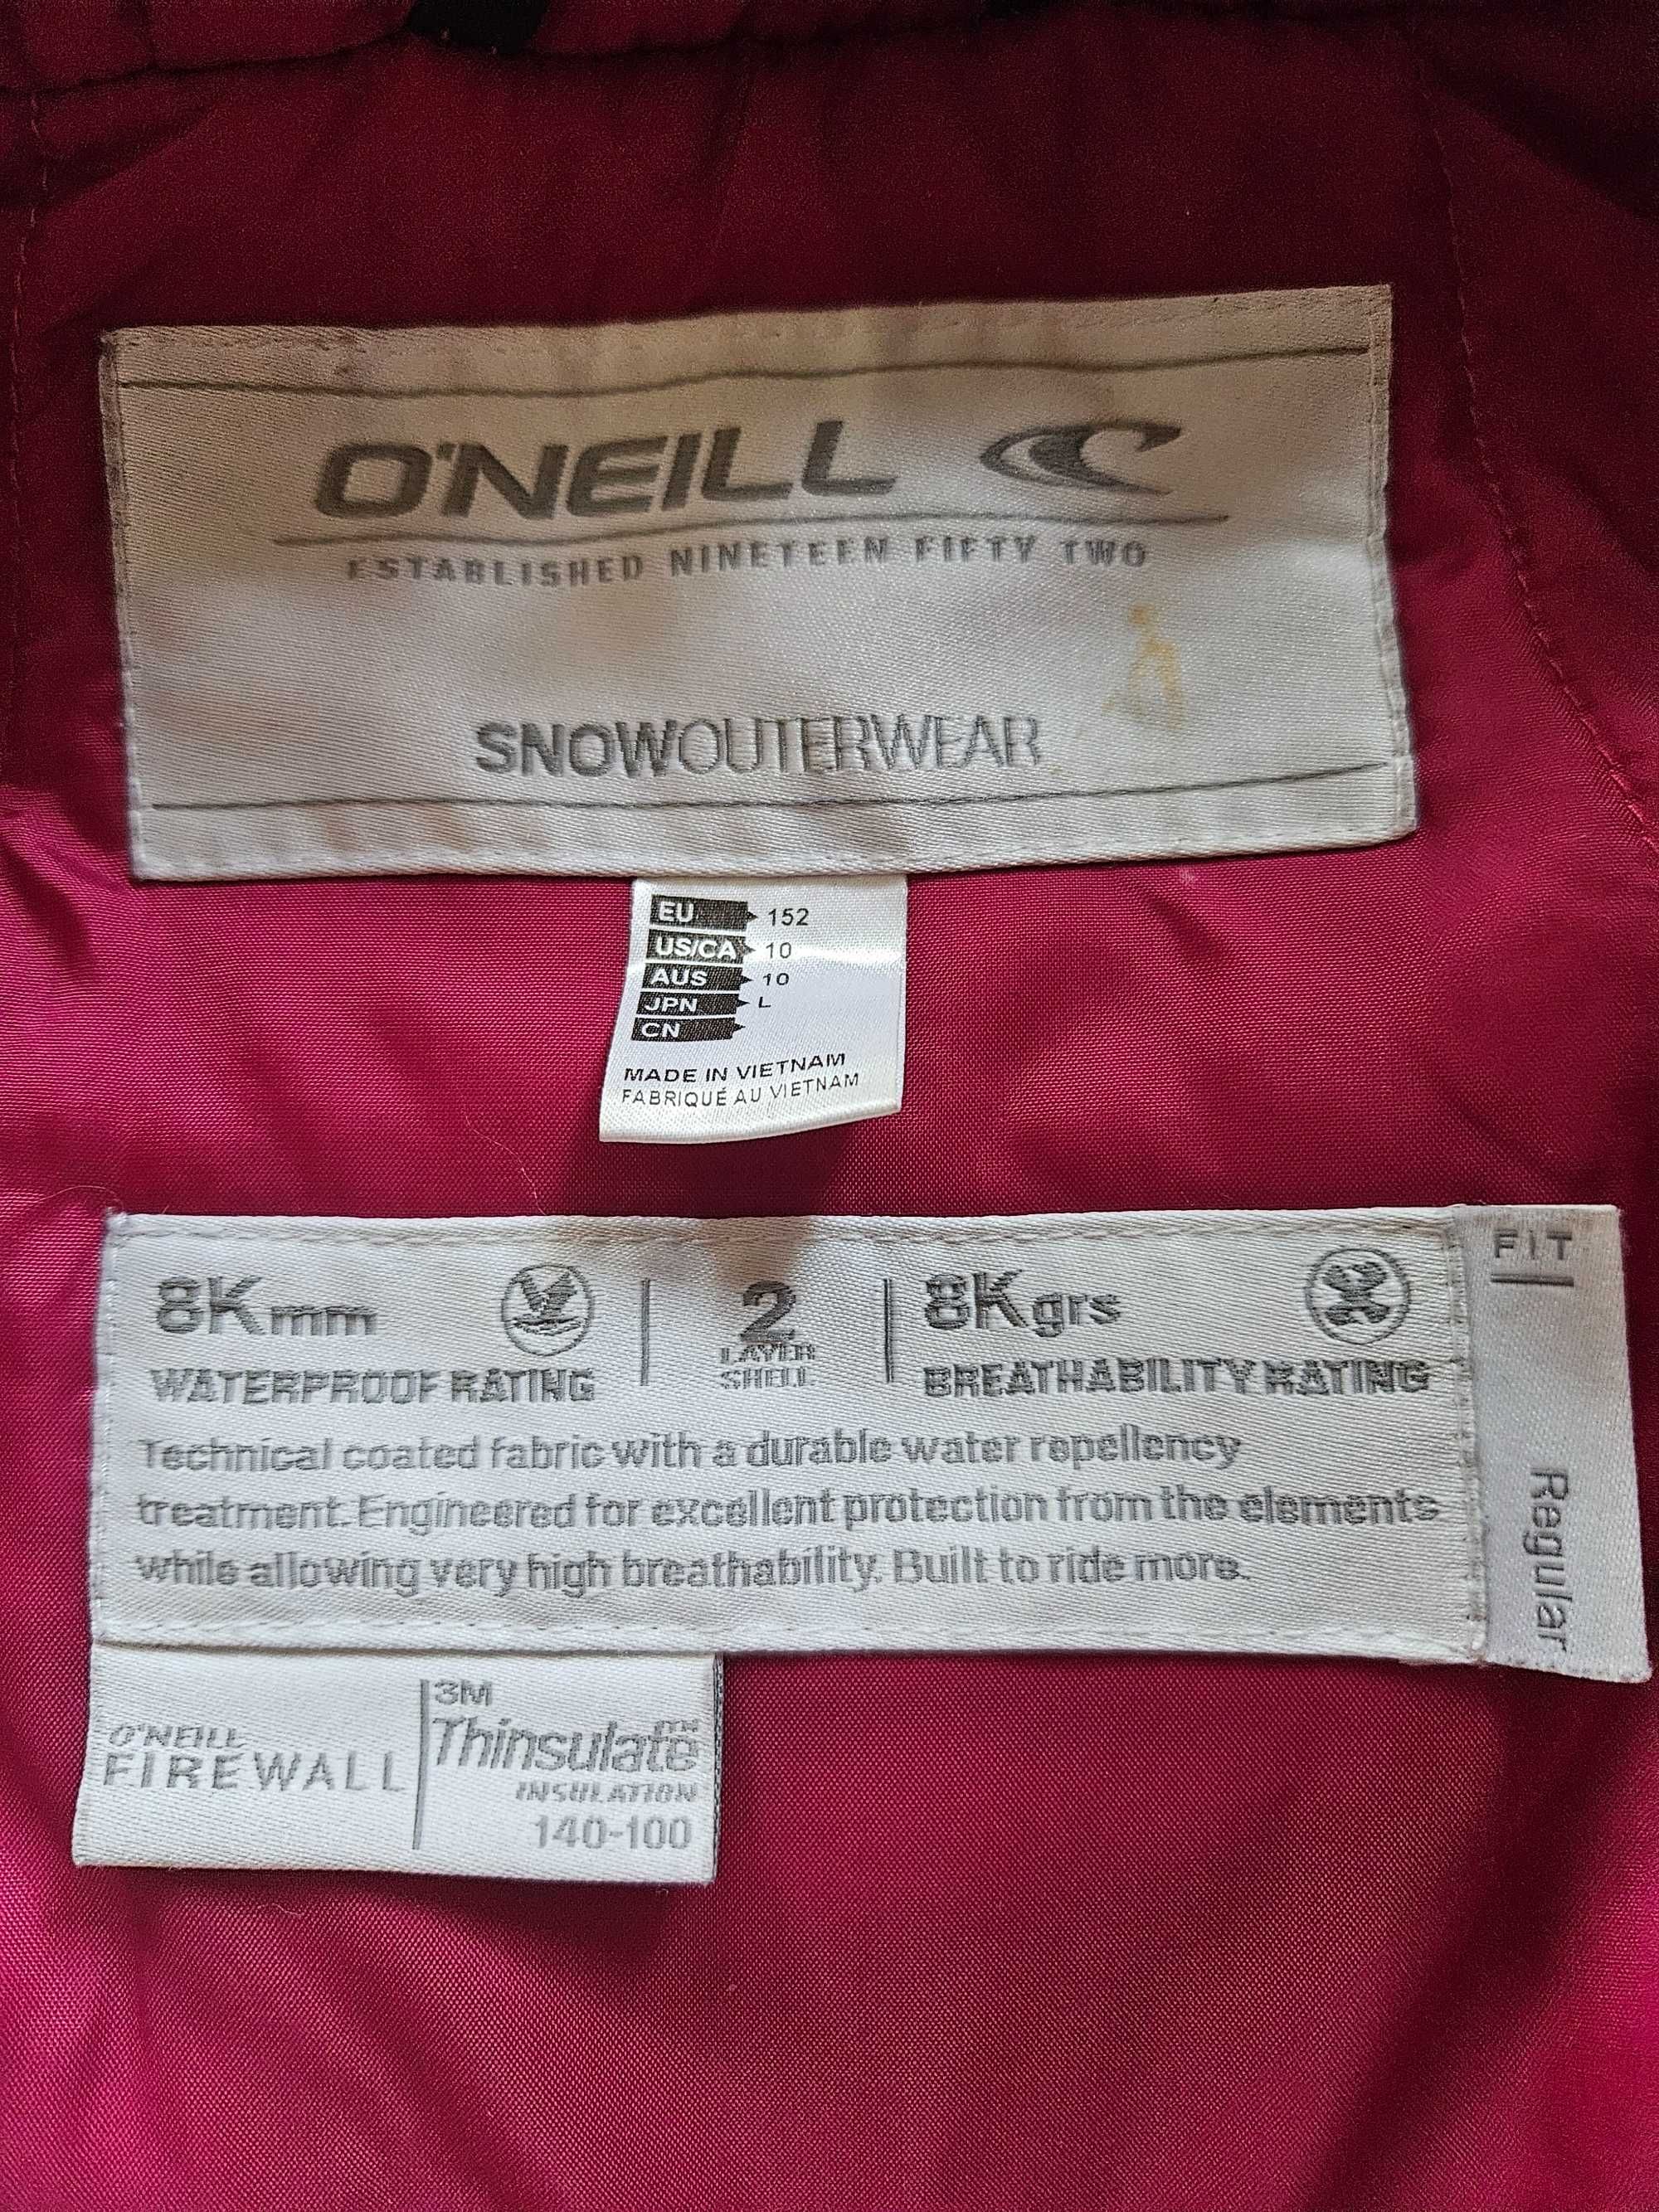 O'NEILL
ESTABLISHED NINETEEN FIFTY TWO
SNOWOUTERWEAR
EU 152
US/CA 10
AUS 10
JPN L
CN
MADE IN VIETNAM
FABRIQUÉ AU VIETNAM
8Kmm
WATERPROOF RATING
2
LAYER
SHELL
8Kgrs
BREATHABILITY RATING
Technical coated fabric with a durable water repellency
treatment. Engineered for excellent protection from the elements
while allowing very high breathability. Built to ride more.
FIT
Regular
O'NEILL
FIREWALL
3M
Thinsulate™
INSULATION
140-100